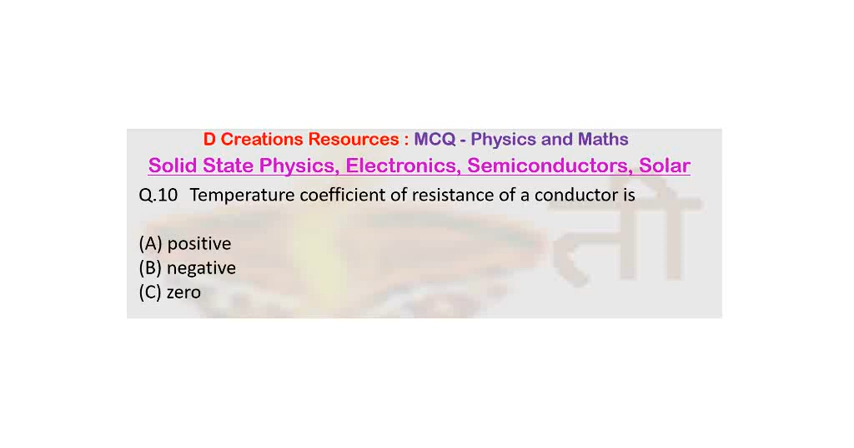 D Creations Resources : MCQ - Physics and Maths
Solid State Physics, Electronics, Semiconductors, Solar
Q.10 Temperature coefficient of resistance of a conductor is
(A) positive
(B) negative
(C) zero
ती